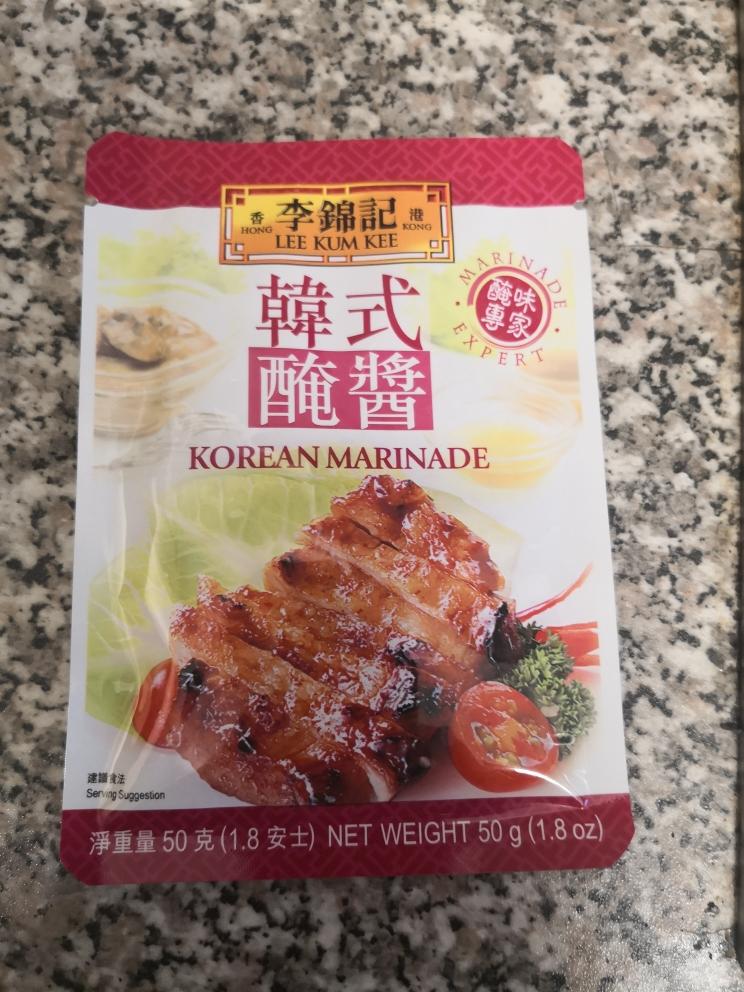 香 李錦記 港
HONG LEE KUM KEE KONG
韓式
醃醬
KOREAN MARINADE
MARINADE
醃味
專家
EXPERT
建議食法
Serving Suggestion
淨重量 50 克 (1.8 安士) NET WEIGHT 50 g (1.8 oz)